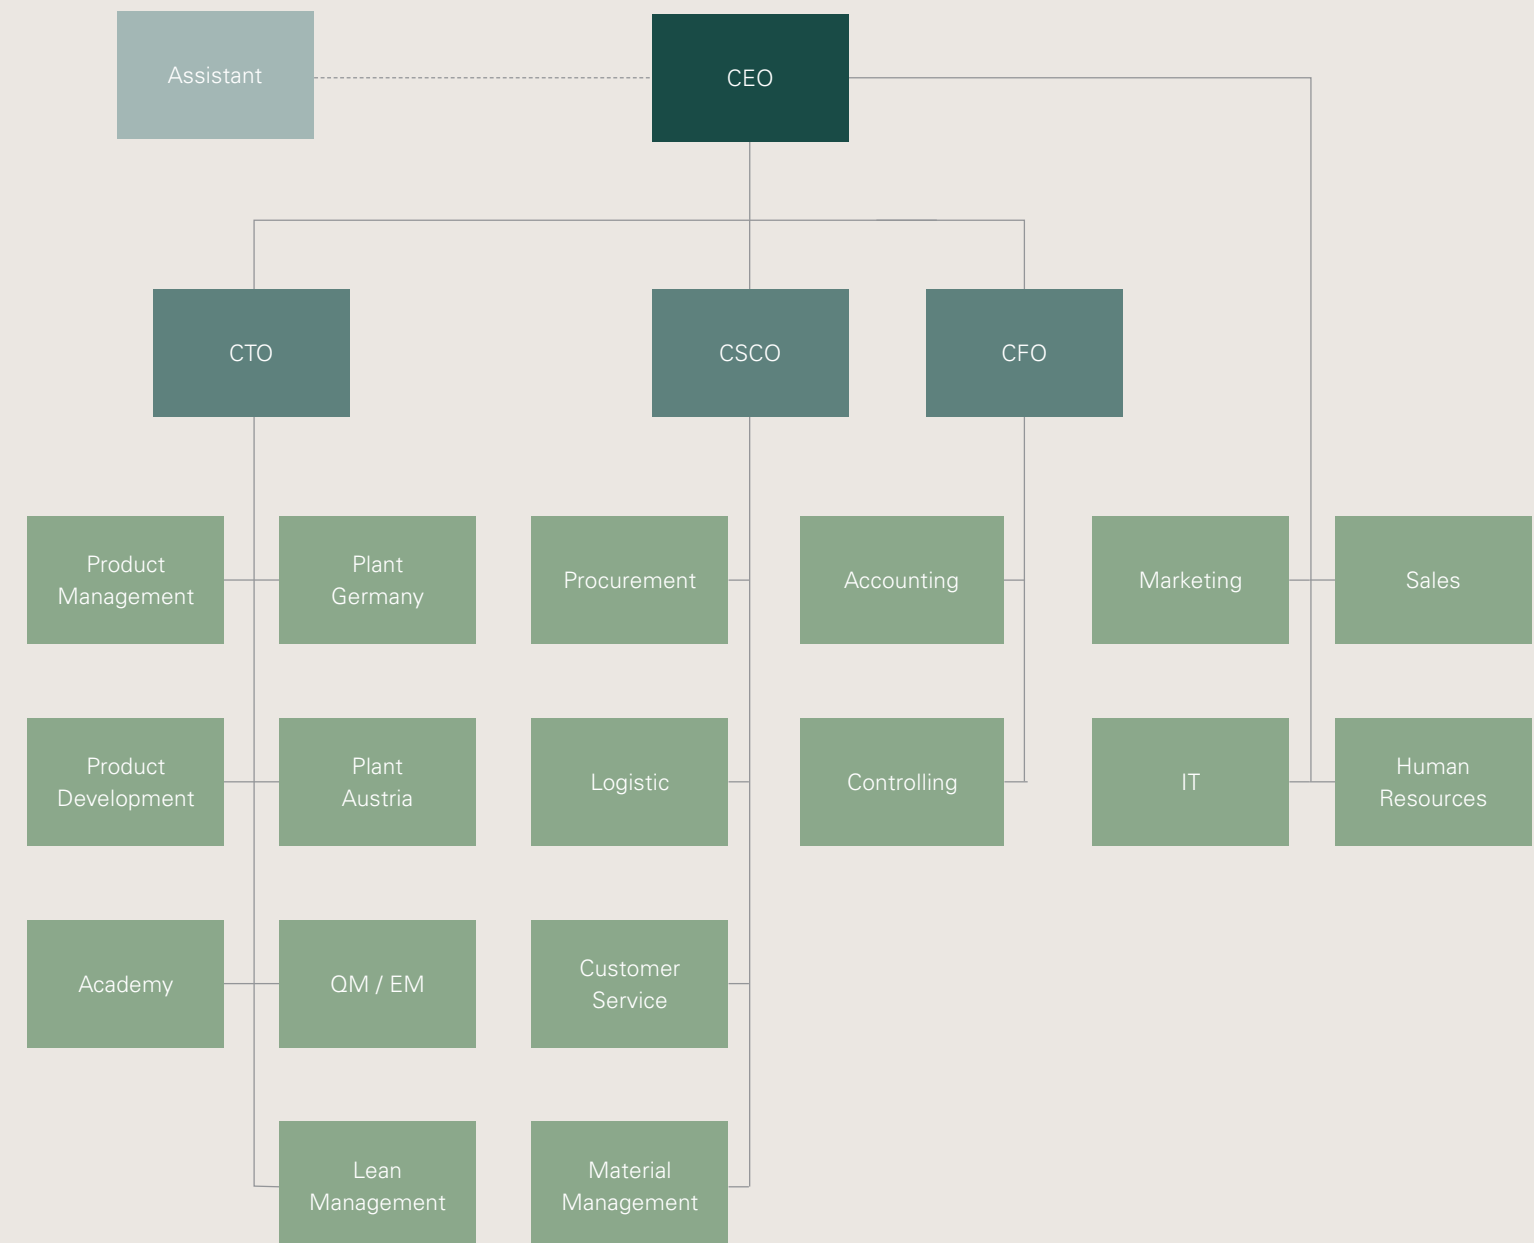 Assistant
CEO
CTO
CSCO
CFO
Product
Management
Plant
Germany
Procurement
Accounting
Marketing
Sales
Product
Development
Plant
Austria
Logistic
Controlling
IT
Human
Resources
Academy
QM / EM
Customer
Service
Lean
Management
Material
Management